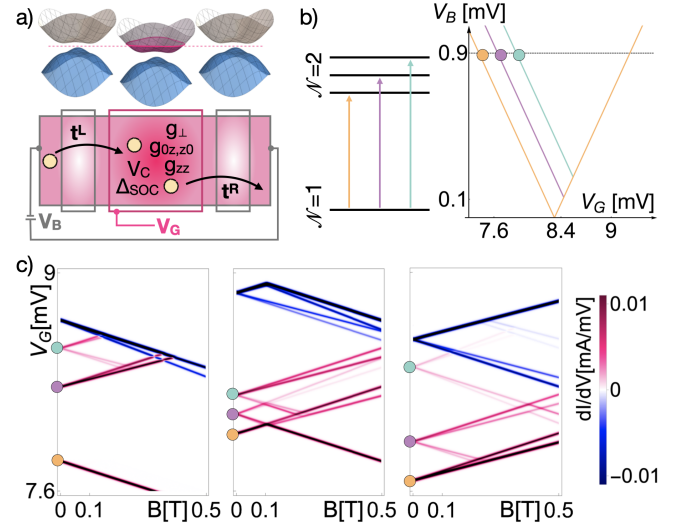 a)
t^L
g⊥
g0z,z0
V_C
g_zz
Δ_SOC
t^R
V_B
V_G
b)
𝒩=2
𝒩=1
V_B [mV]
0.9
0.1
V_G [mV]
7.6
8.4
9
c)
9
V_G[mV]
7.6
0
0.1
B[T]
0.5
0
0.1
B[T]
0.5
0
0.1
B[T]
0.5
0.01
0
−0.01
dI/dV[mA/mV]